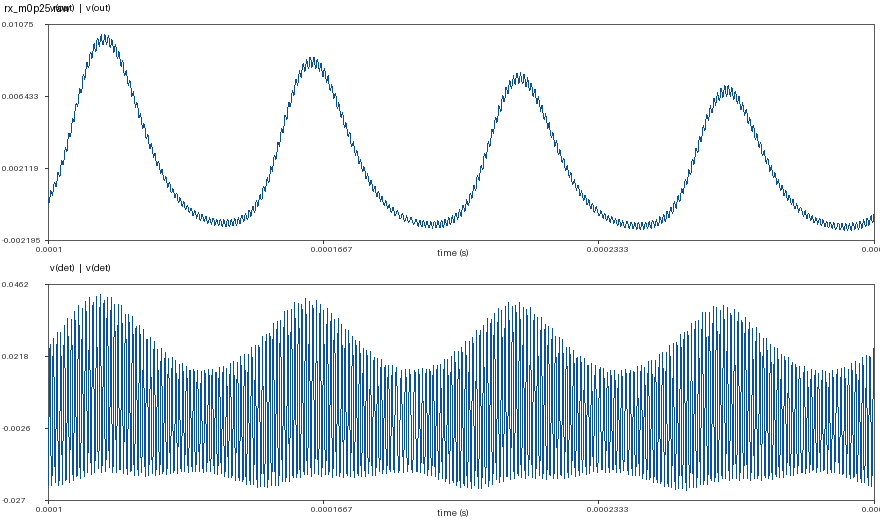 rx_m0p25.raw v(out) | v(out)
0.01075
0.006433
0.002119
-0.002195
0.0001 0.0001667 0.0002333
time (s)
v(det) | v(det)
0.0462
0.0218
-0.0026
-0.027
0.0001 0.0001667 0.0002333
time (s)